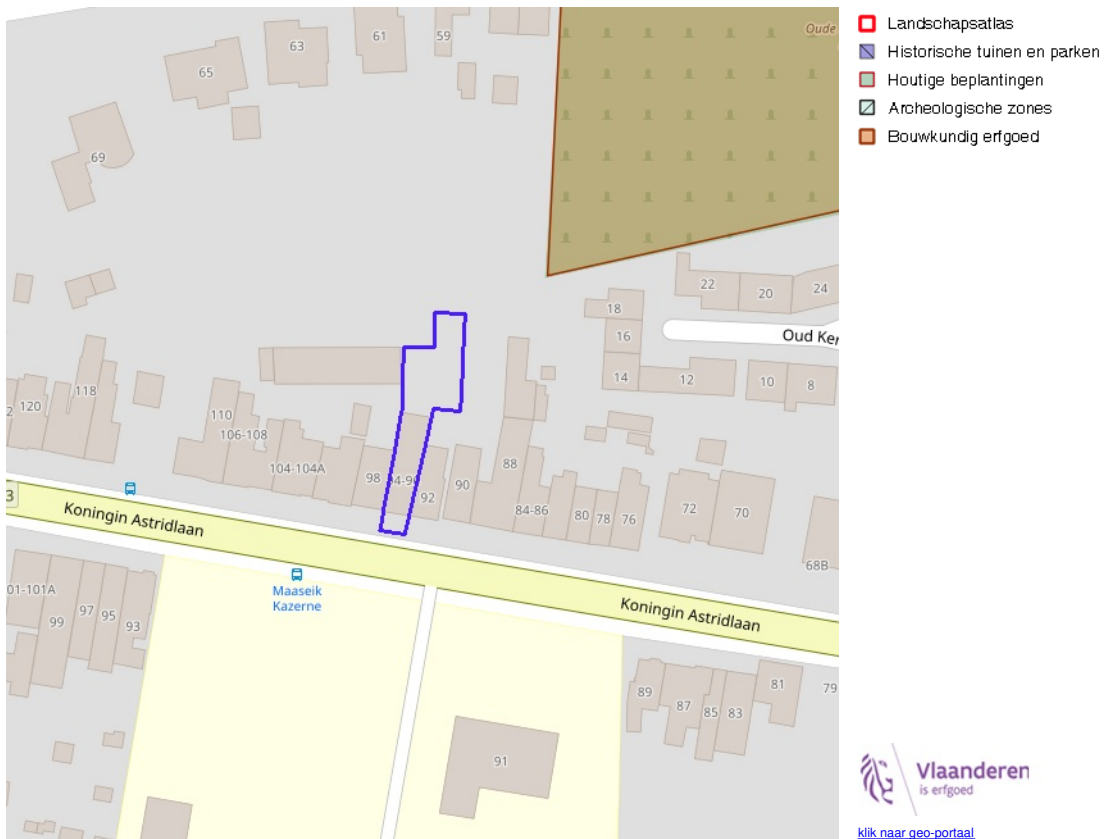 61
59
63
65
69
Oude
Landschapsatlas
Historische tuinen en parken
Houtige beplantingen
Archeologische zones
Bouwkundig erfgoed
22
20
24
18
16
Oud Ker
14
12
10
8
118
120
2
110
106-108
104-104A
98
92
90
88
84-86
80
78
76
72
70
68B
3
Koningin Astridlaan
Maaseik
Kazerne
Koningin Astridlaan
01-101A
99
97
95
93
89
87
85
83
81
79
91
Vlaanderen
is erfgoed
klik naar geo-portaal